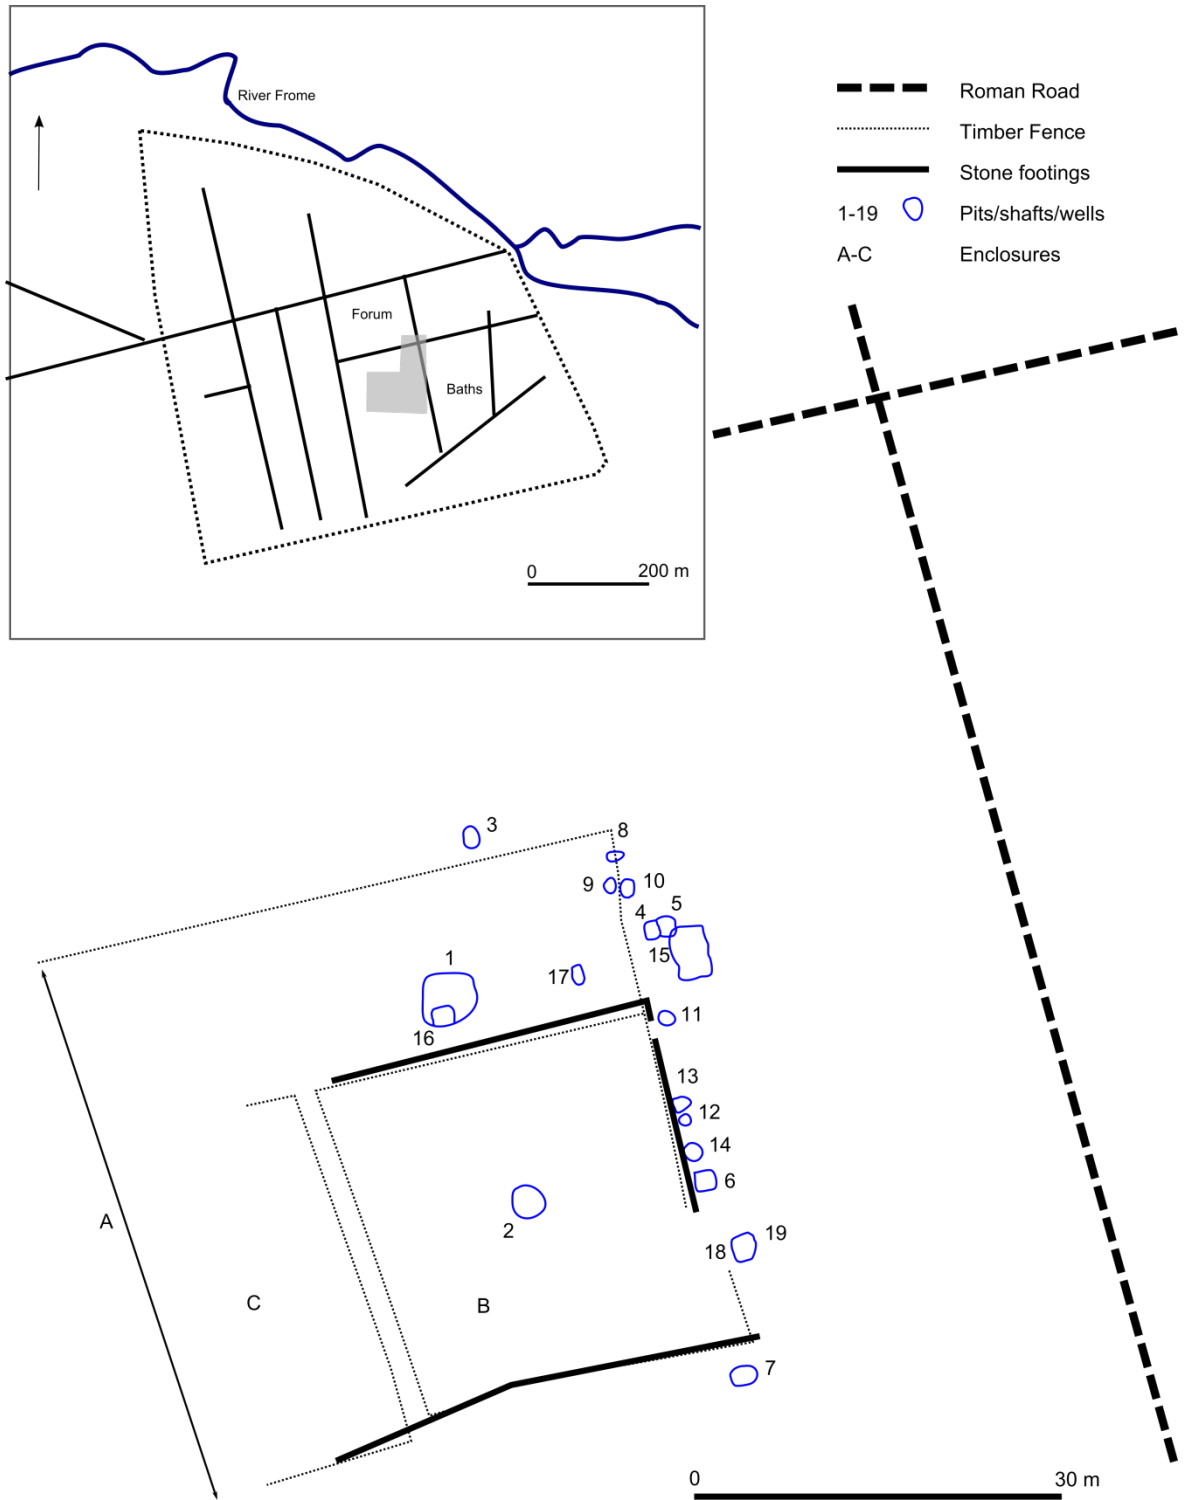 River Frome
Forum
Baths
0 200 m
Roman Road
Timber Fence
Stone footings
1-19 Pits/shafts/wells
A-C Enclosures
3
8
9 10
4 5
15
1
17
16
11
13
12
14
6
2
18 19
A
C
B
7
0 30 m